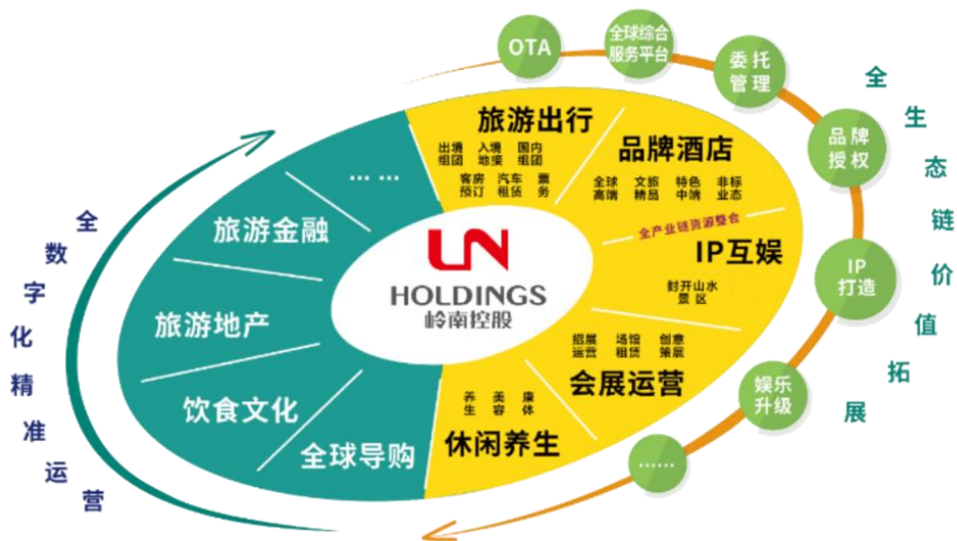 OTA
全球综合
服务平台
委托
管理
品牌
授权
IP
打造
娱乐
升级
……
全生态链价值拓展
全数字化精准运营
旅游出行
出境 入境 国内
组团 地接 组团
客房 汽车 票
预订 租赁 务
品牌酒店
全球 文旅 特色 非标
高端 精品 中端 业态
全产业链资源整合
IP互娱
封开山水
景区
招展 场馆 创意
运营 租赁 策展
会展运营
养 美 康
生 容 体
休闲养生
…… 
旅游金融
旅游地产
饮食文化
全球导购
LN
HOLDINGS
岭南控股